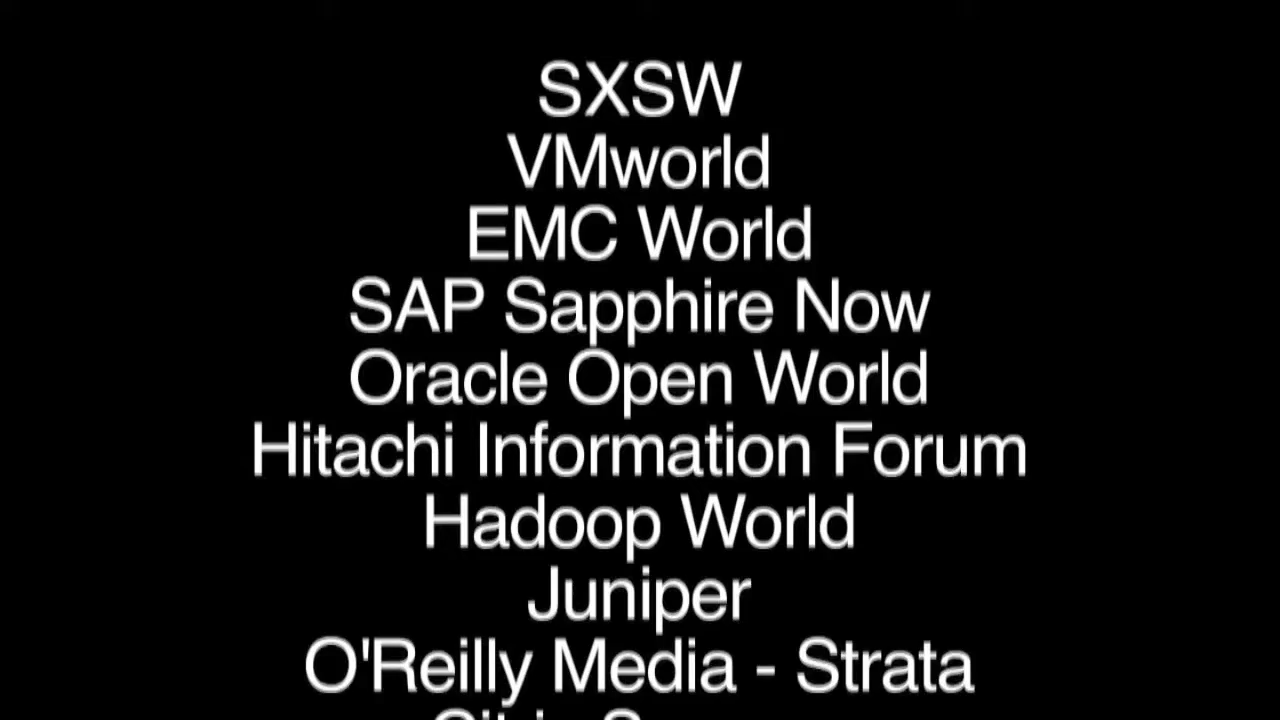 SXSW
VMworld
EMC World
SAP Sapphire Now
Oracle Open World
Hitachi Information Forum
Hadoop World
Juniper
O'Reilly Media - Strata